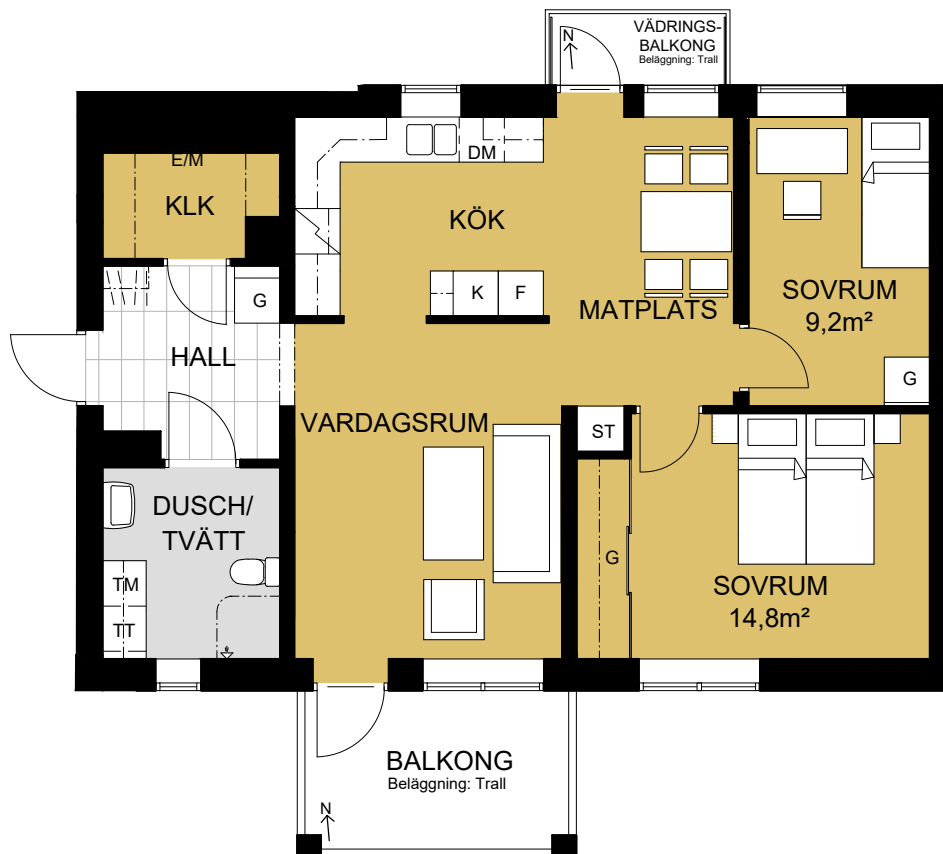 N
VÄDRINGS-
BALKONG
Beläggning: Trall
E/M
KLK
DM
KÖK
K
F
G
MATPLATS
SOVRUM
9,2m²
HALL
G
VARDAGSRUM
ST
DUSCH/
TVÄTT
G
TM
TT
SOVRUM
14,8m²
BALKONG
Beläggning: Trall
N